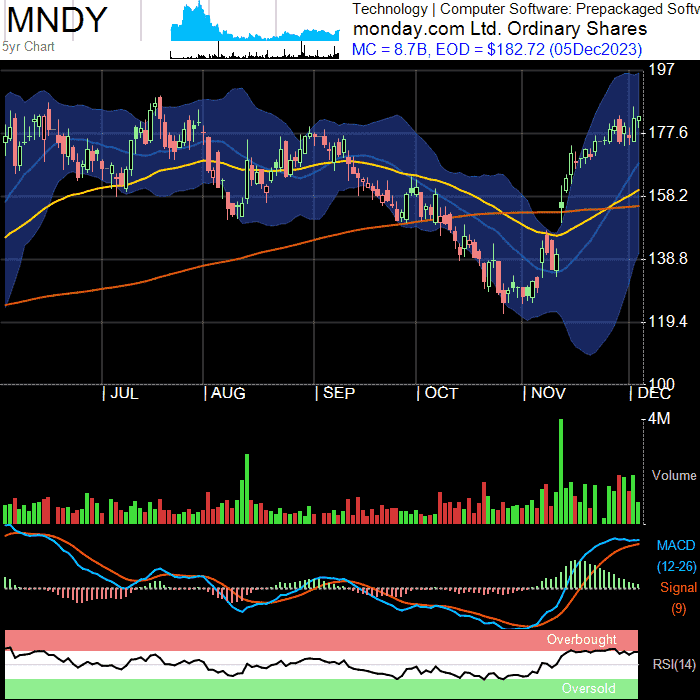 MNDY
5yr Chart
Technology | Computer Software: Prepackaged Softw
monday.com Ltd. Ordinary Shares
MC = 8.7B, EOD = $182.72 (05Dec2023)
197
177.6
158.2
138.8
119.4
100
JUL
AUG
SEP
OCT
NOV
DEC
4M
Volume
MACD
(12-26)
Signal
(9)
Overbought
RSI(14)
Oversold